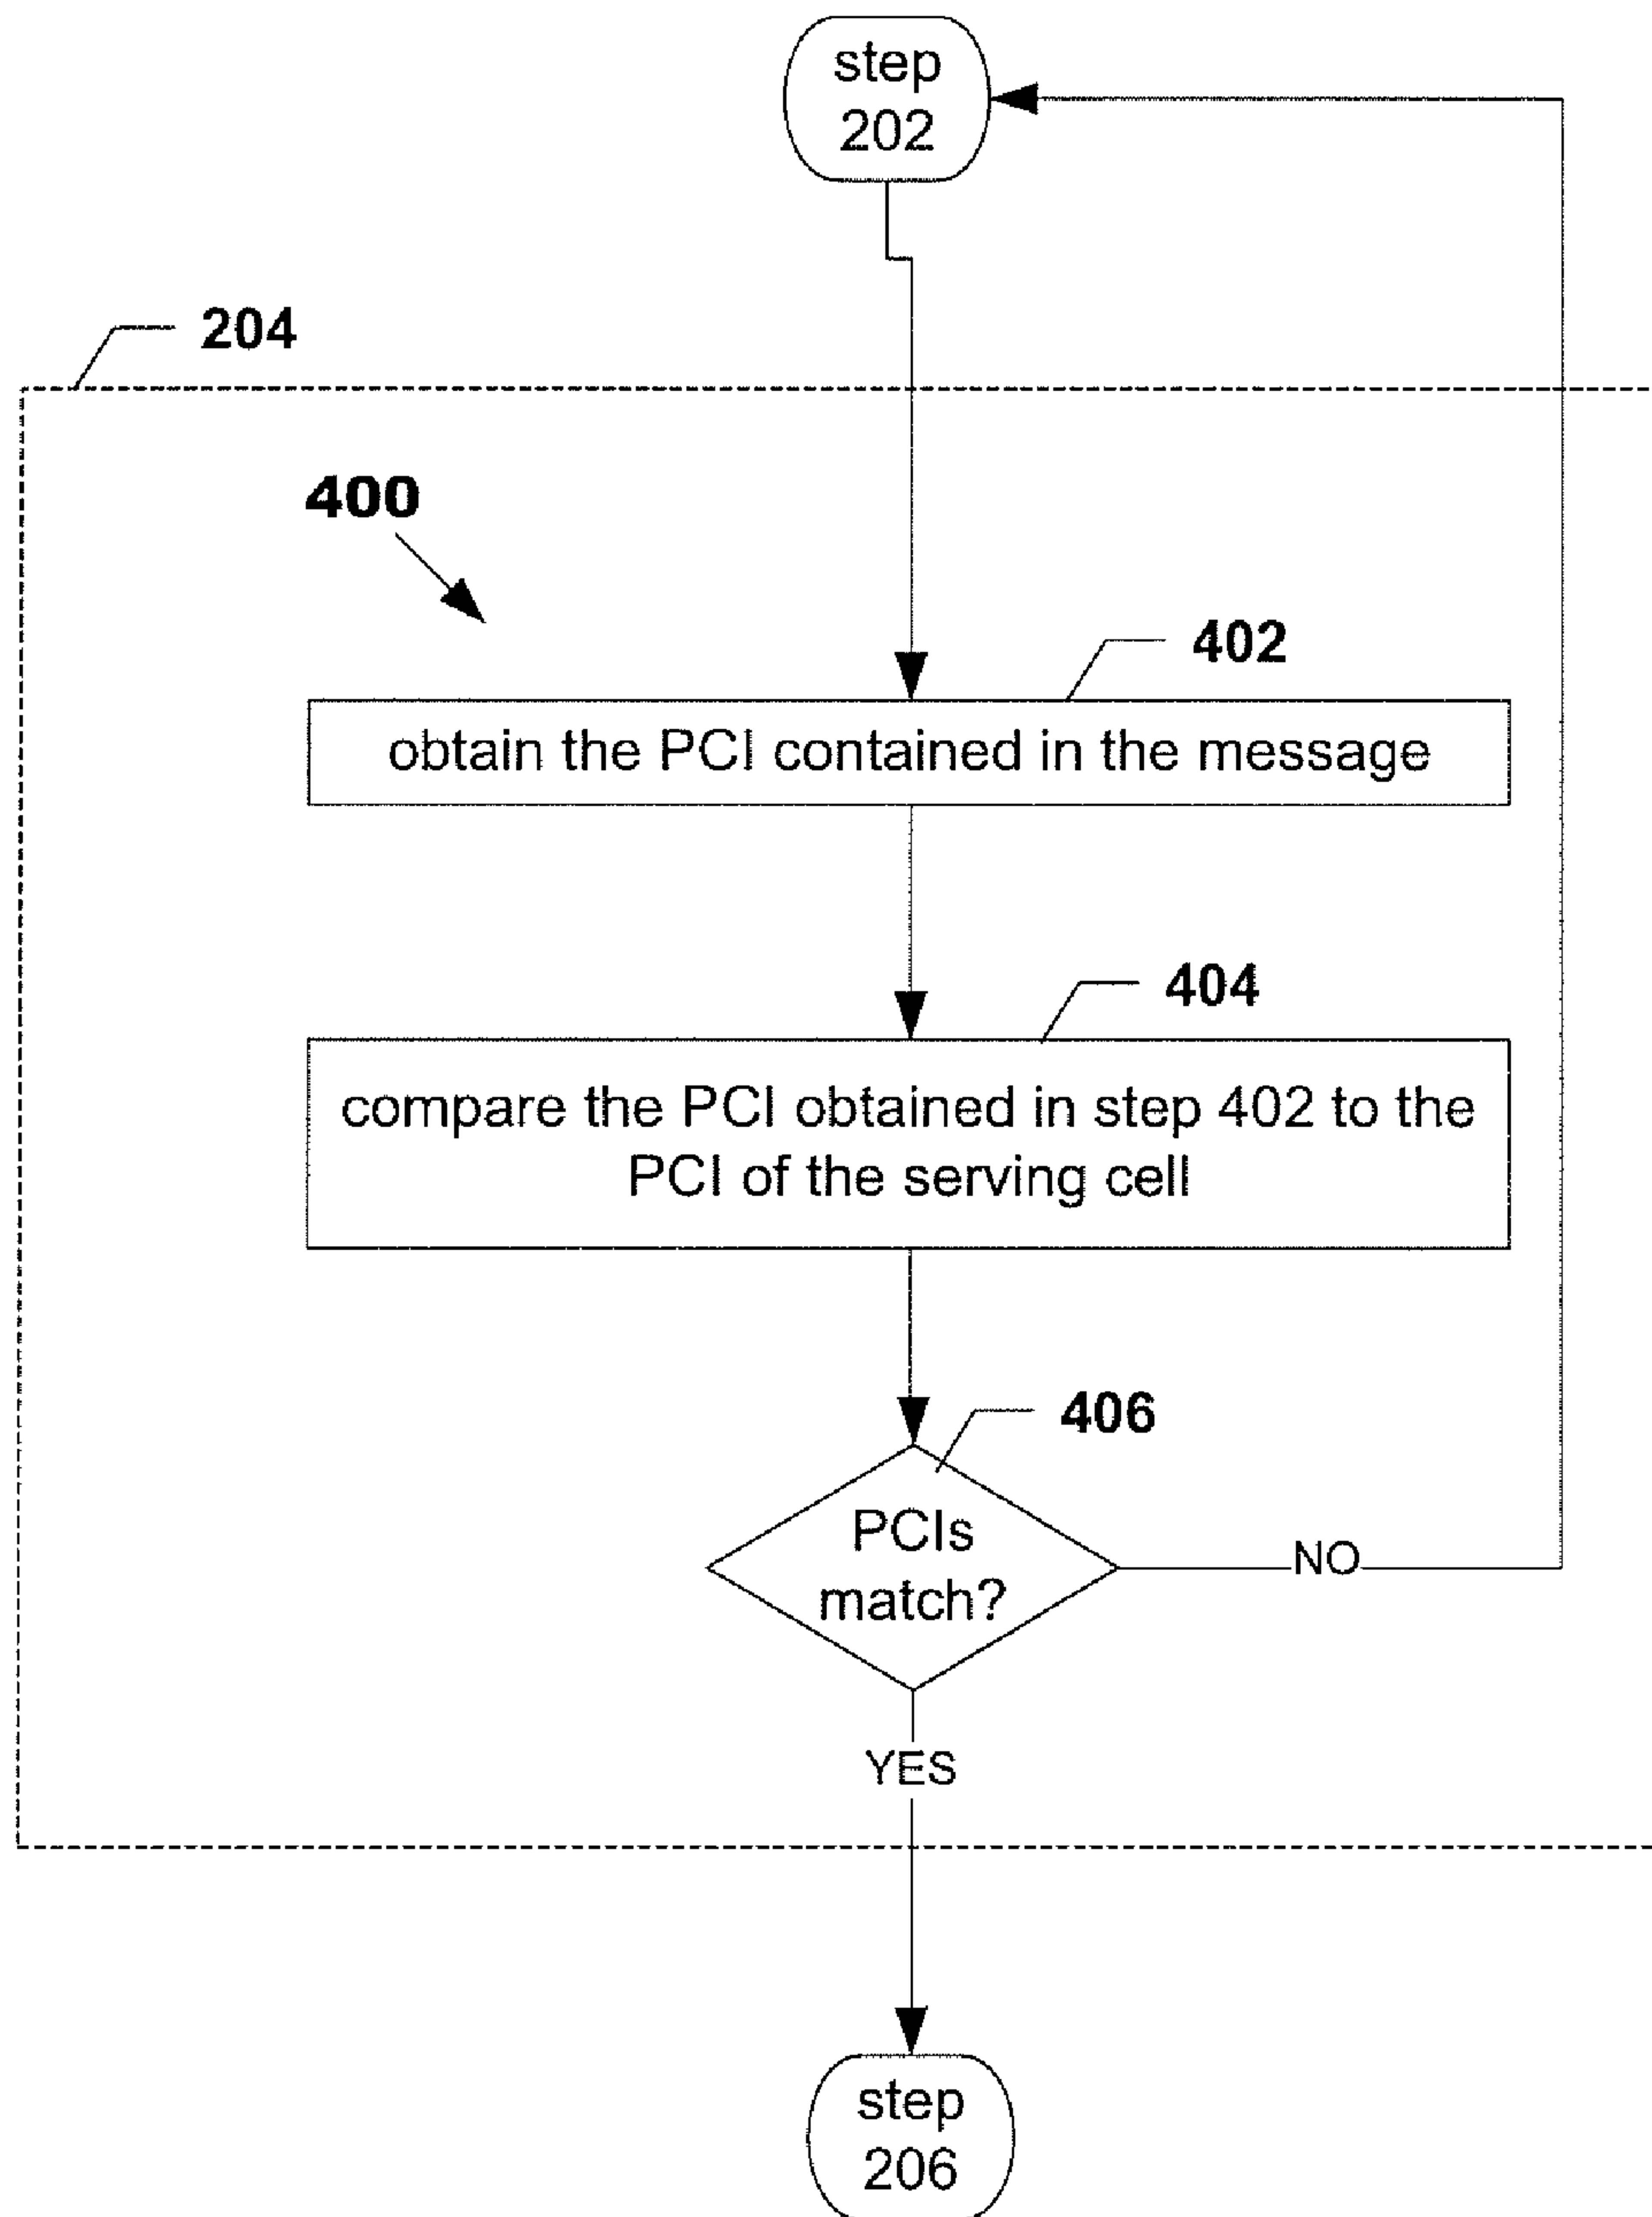 step
202
204
400
402
obtain the PCI contained in the message
404
compare the PCI obtained in step 402 to the
PCI of the serving cell
406
PCIs
match?
NO
YES
step
206